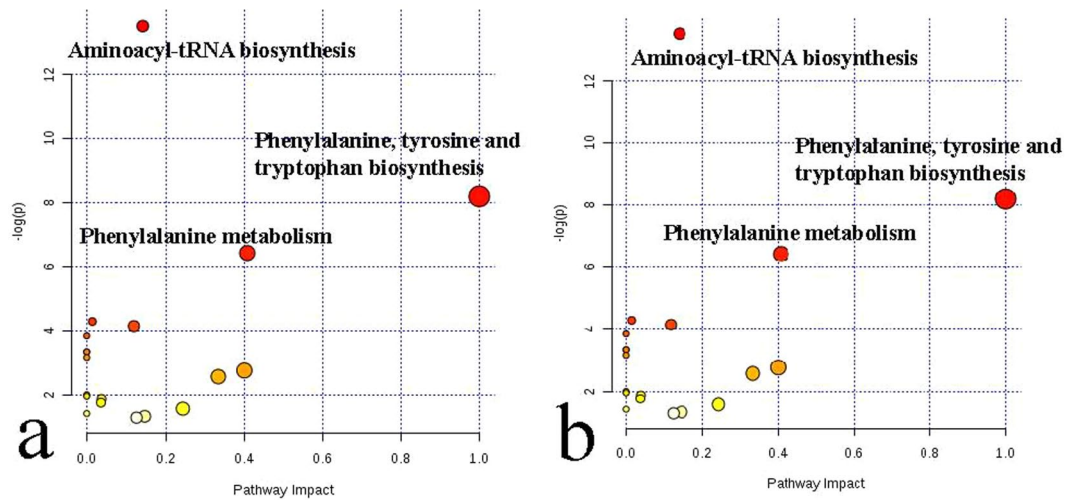 Aminoacyl-tRNA biosynthesis
Phenylalanine, tyrosine and
tryptophan biosynthesis
Phenylalanine metabolism
-log(p)
12
10
8
6
4
2
0.0 0.2 0.4 0.6 0.8 1.0
Pathway Impact
a
Aminoacyl-tRNA biosynthesis
Phenylalanine, tyrosine and
tryptophan biosynthesis
Phenylalanine metabolism
-log(p)
12
10
8
6
4
2
0.0 0.2 0.4 0.6 0.8 1.0
Pathway Impact
b